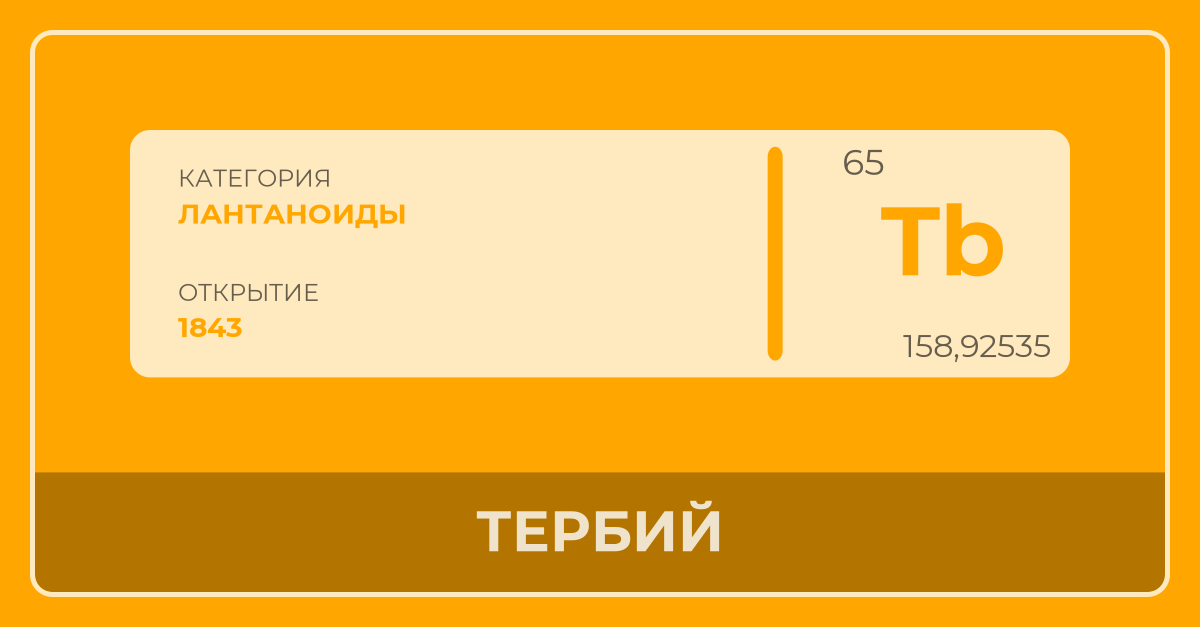 КАТЕГОРИЯ
ЛАНТАНОИДЫ
ОТКРЫТИЕ
1843
65
Tb
158,92535
ТЕРБИЙ